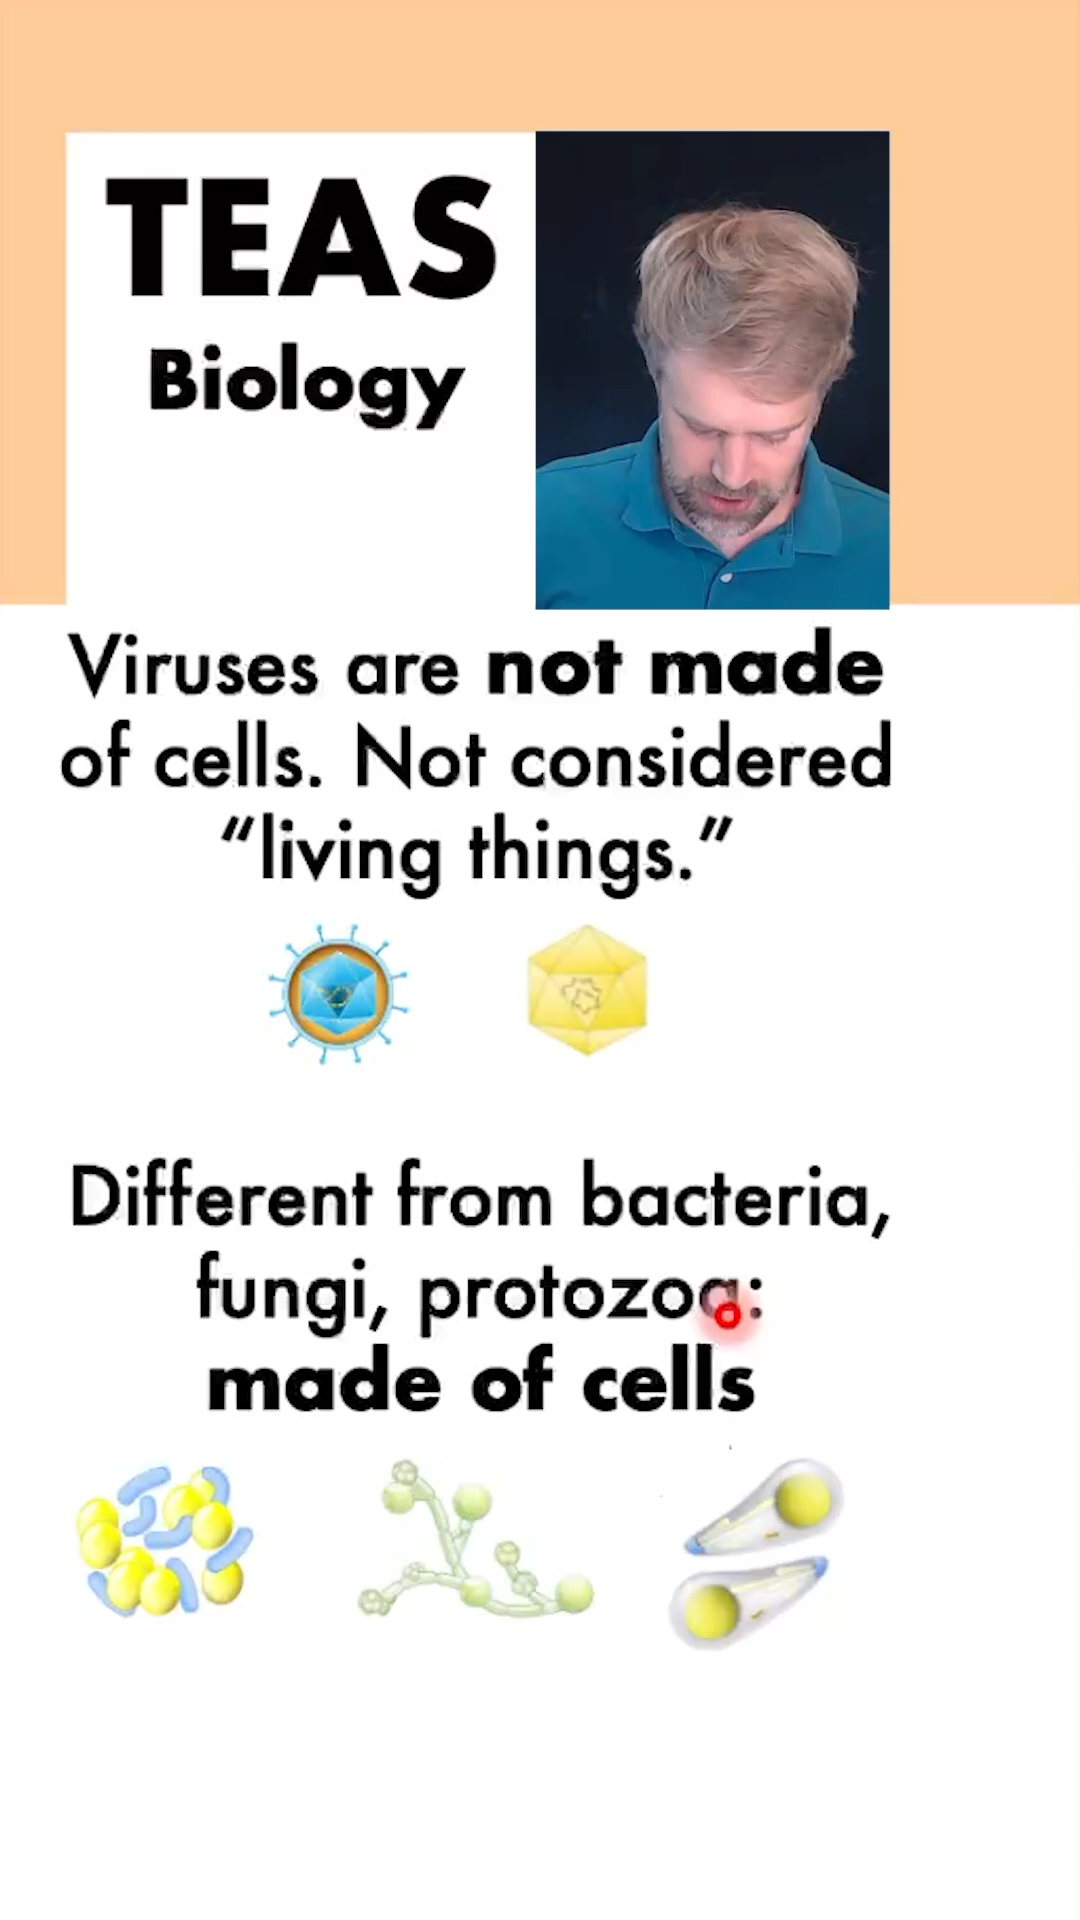 TEAS
Biology
Viruses are not made
of cells. Not considered
“living things.”
Different from bacteria,
fungi, protozoa:
made of cells